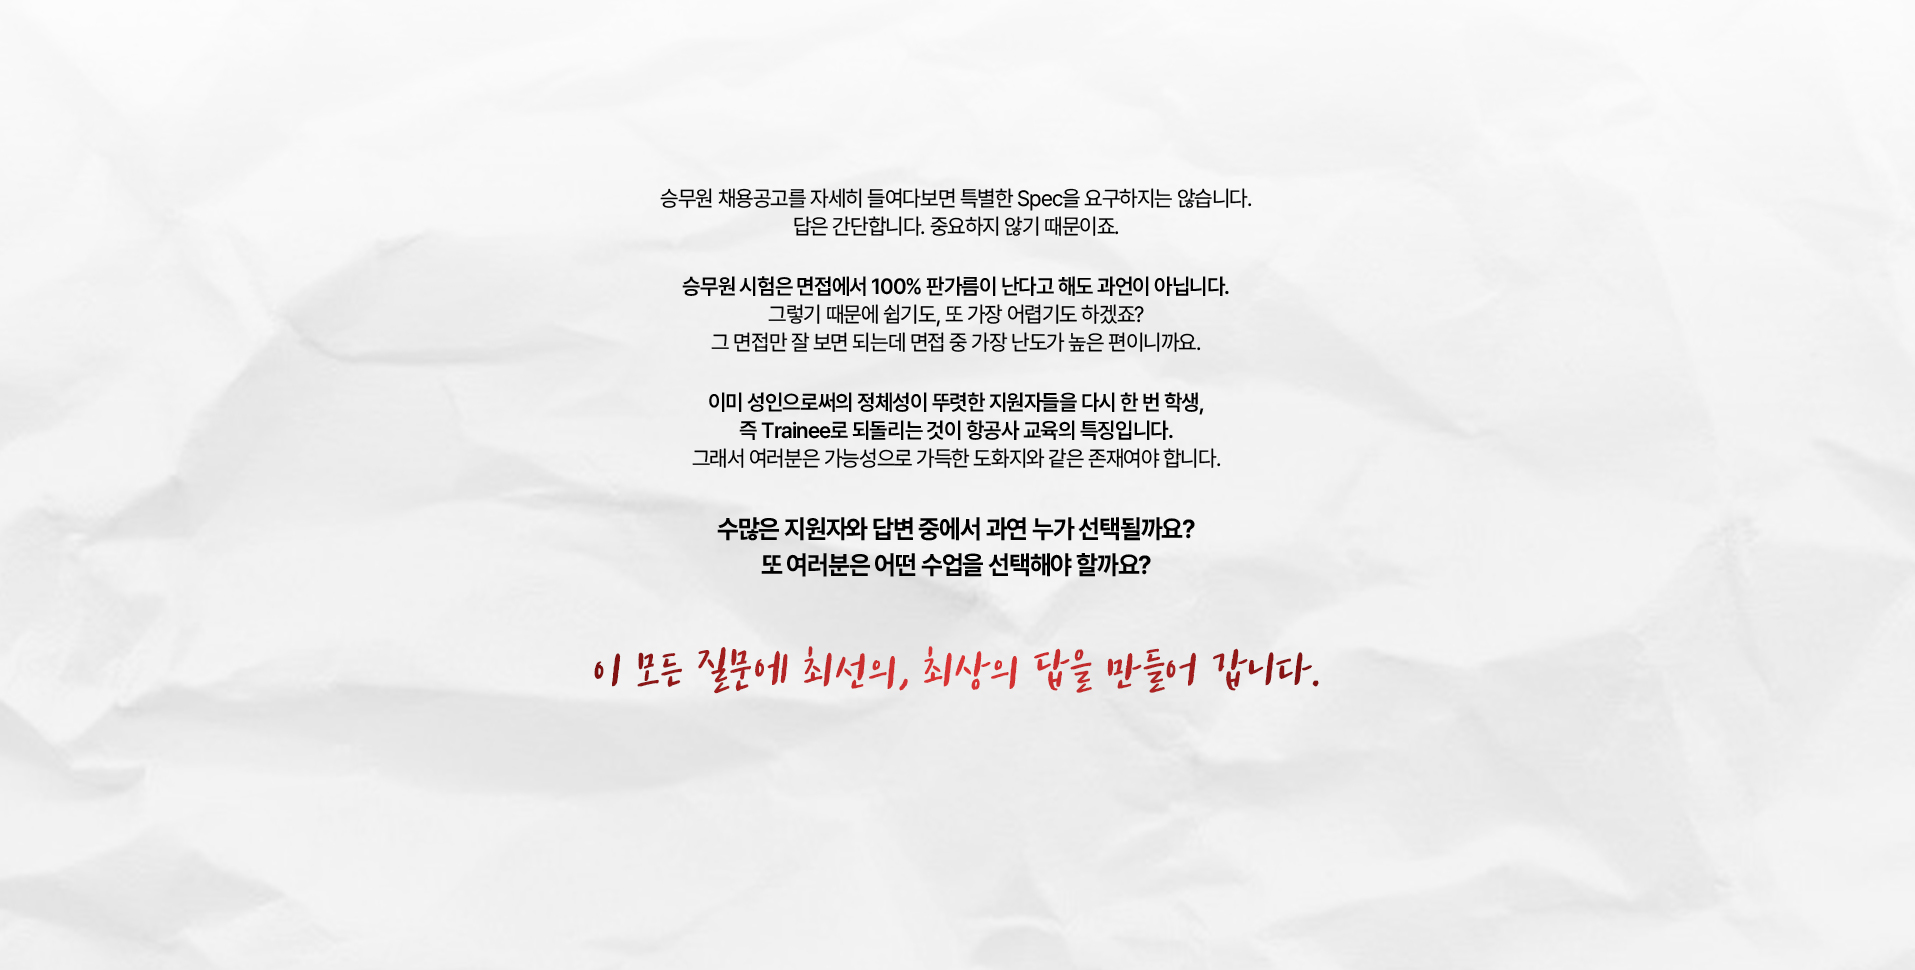 승무원 채용공고를 자세히 들여다보면 특별한 Spec을 요구하지는 않습니다.
답은 간단합니다. 중요하지 않기 때문이죠.
승무원 시험은 면접에서 100% 판가름이 난다고 해도 과언이 아닙니다.
그렇기 때문에 쉽기도, 또 가장 어렵기도 하겠죠?
그 면접만 잘 보면 되는데 면접 중 가장 난도가 높은 편이니까요.
이미 성인으로써의 정체성이 뚜렷한 지원자들을 다시 한 번 학생,
즉 Trainee로 되돌리는 것이 항공사 교육의 특징입니다.
그래서 여러분은 가능성으로 가득한 도화지와 같은 존재여야 합니다.
수많은 지원자와 답변 중에서 과연 누가 선택될까요?
또 여러분은 어떤 수업을 선택해야 할까요?
이 모든 질문에 최선의, 최상의 답을 만들어 갑니다.